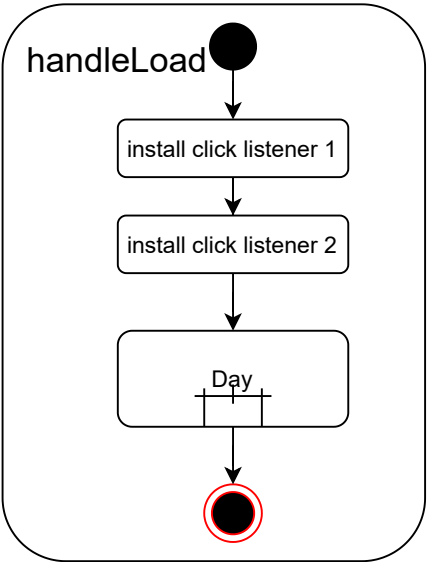 handleLoad
install click listener 1
install click listener 2
Day